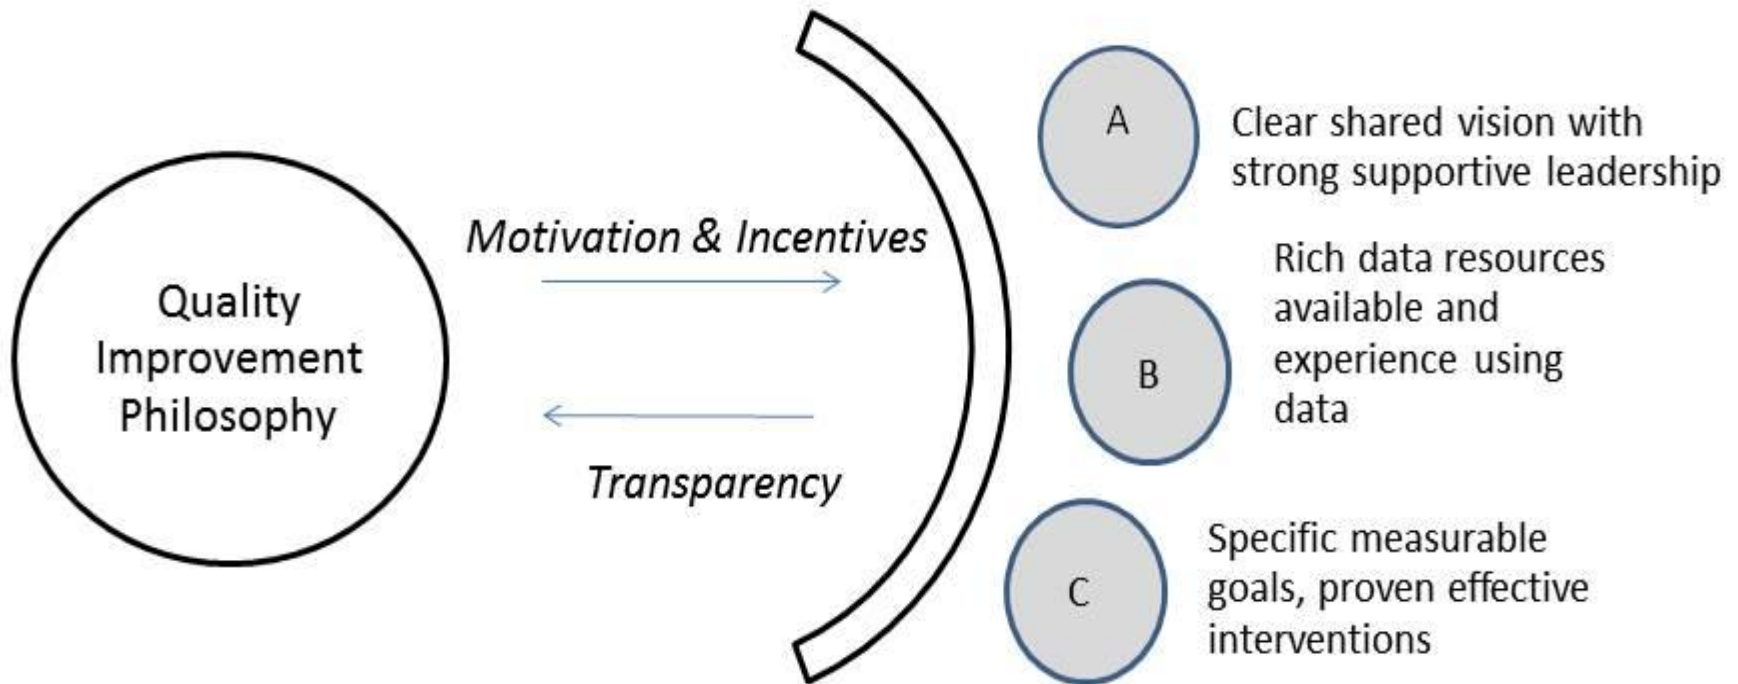 Quality
Improvement
Philosophy
Motivation & Incentives
Transparency
A
Clear shared vision with
strong supportive leadership
B
Rich data resources
available and
experience using
data
C
Specific measurable
goals, proven effective
interventions